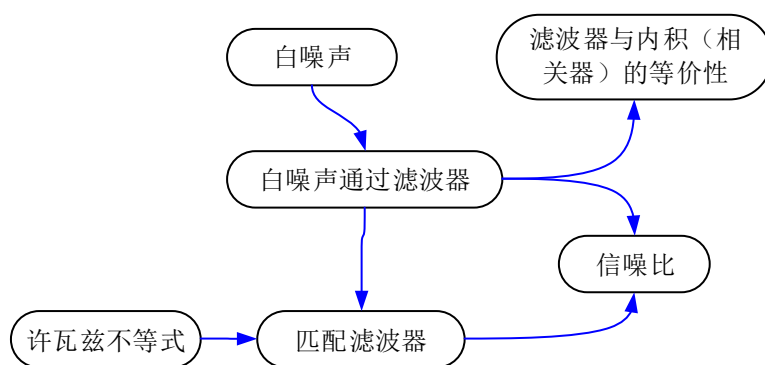 白噪声
滤波器与内积（相
关器）的等价性
白噪声通过滤波器
信噪比
许瓦兹不等式
匹配滤波器